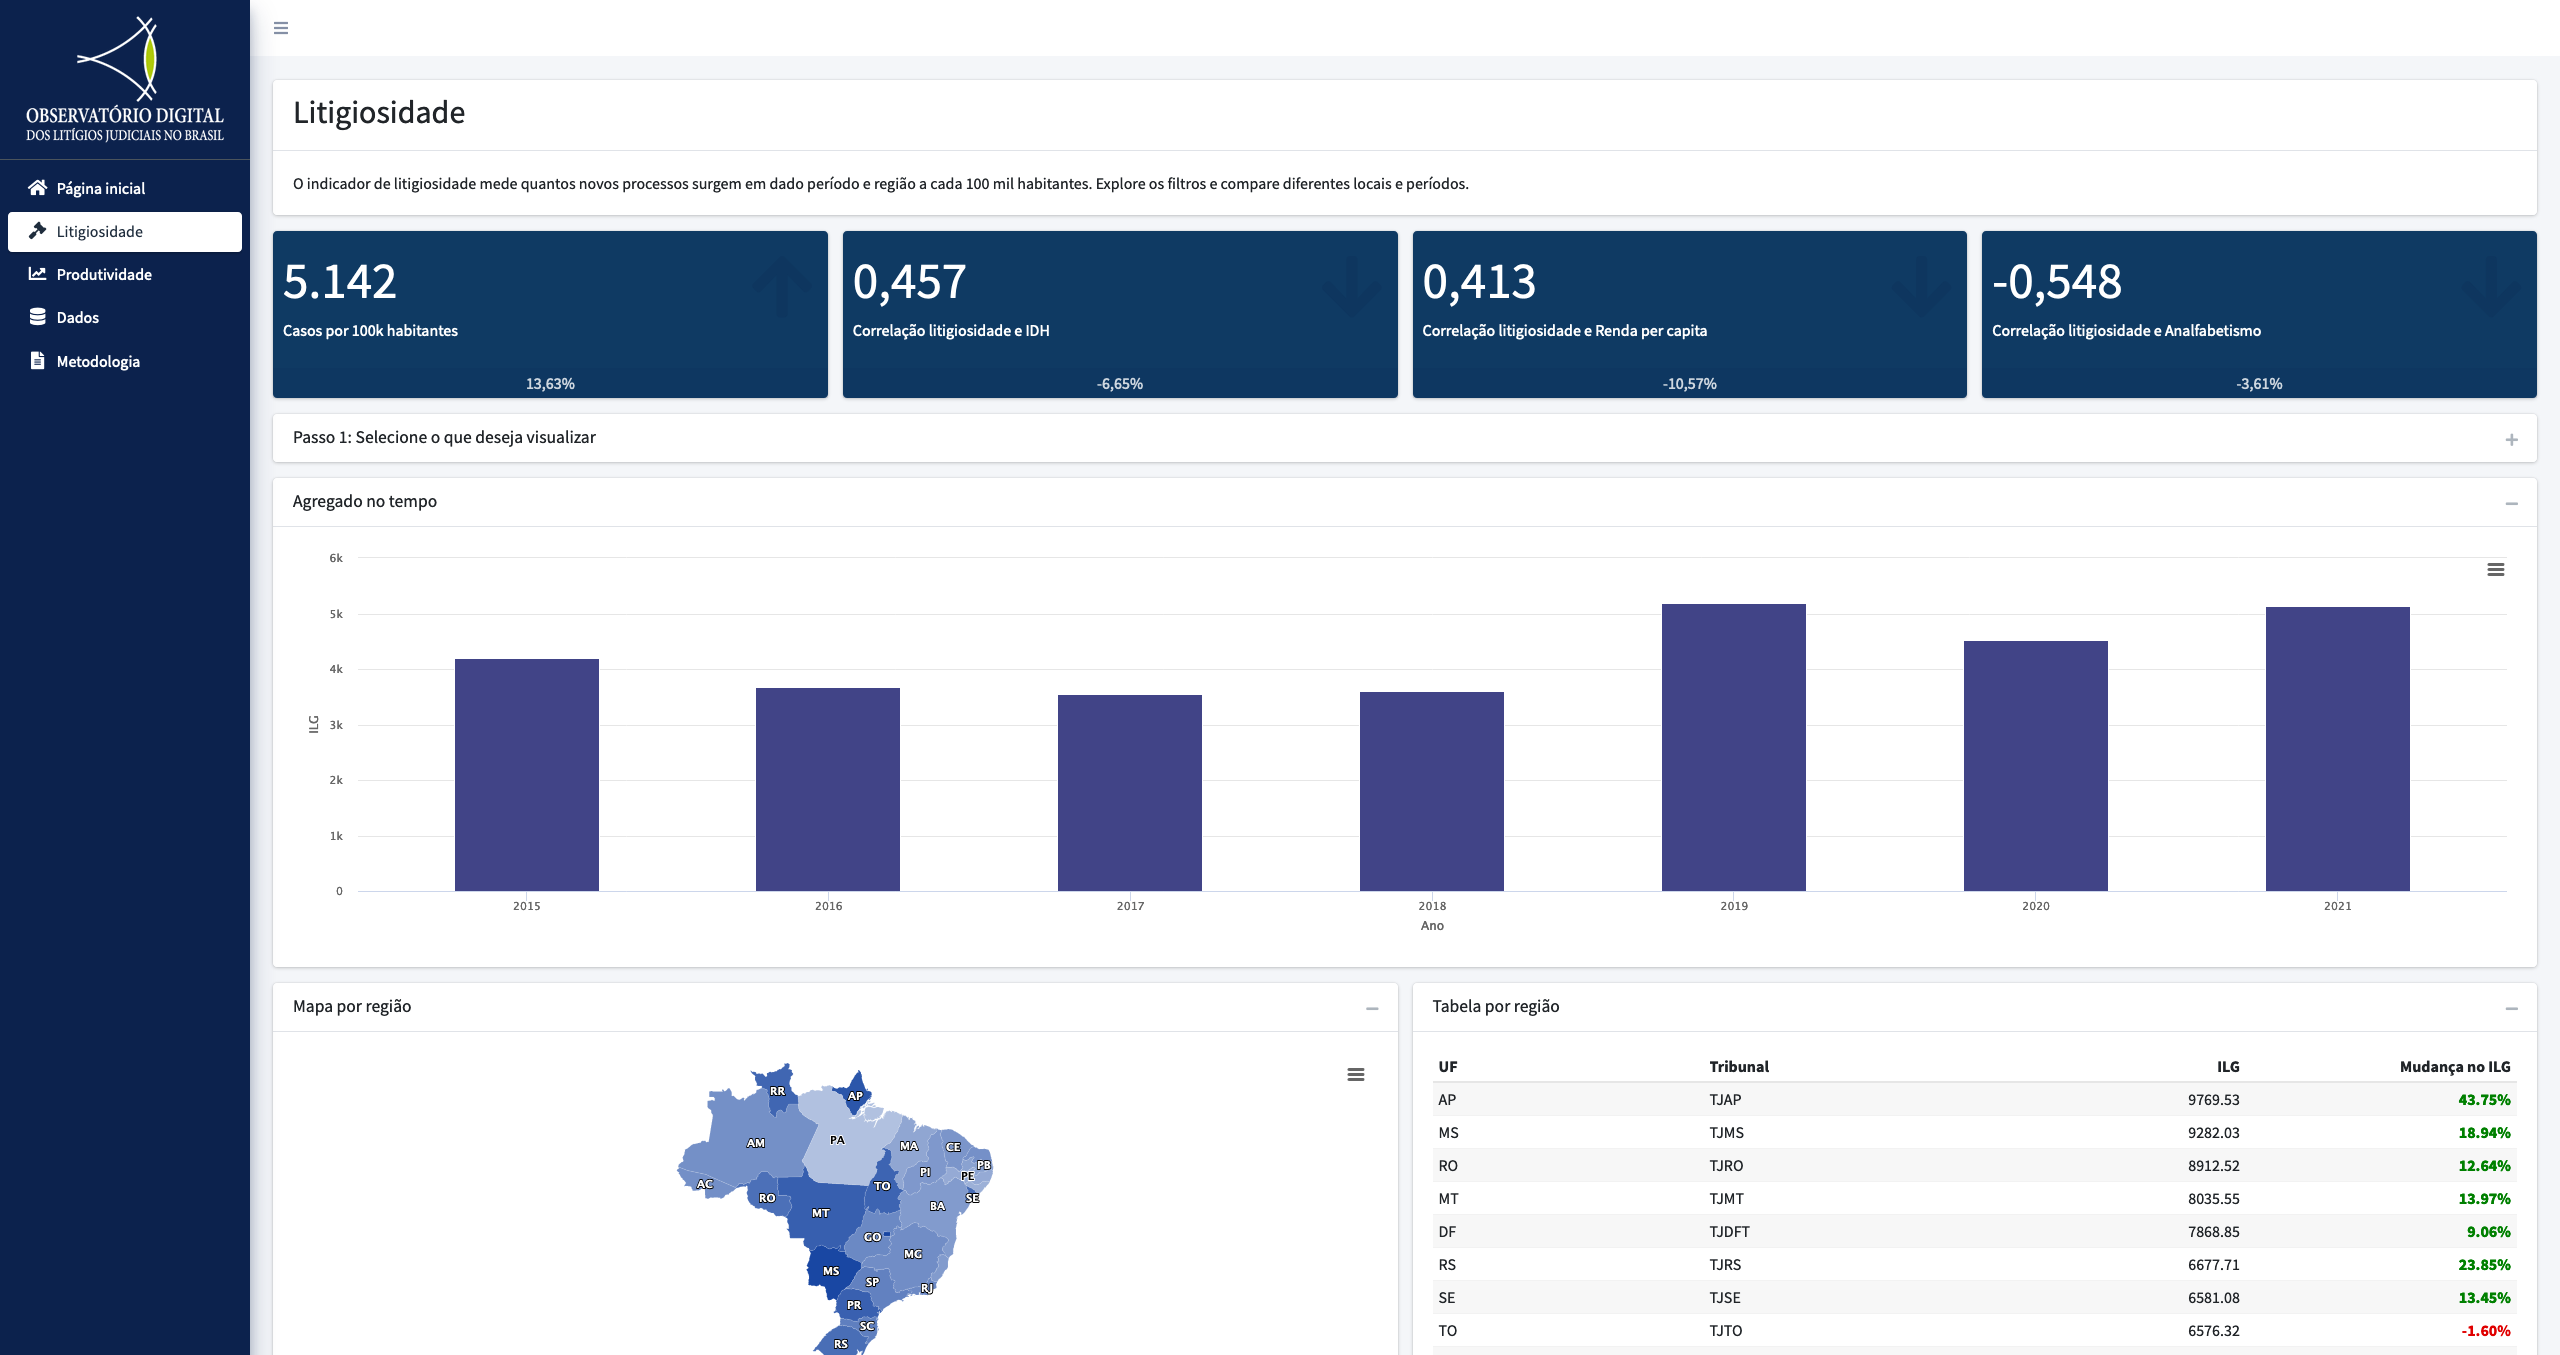 OBSERVATÓRIO DIGITAL
DOS LITÍGIOS JUDICIAIS NO BRASIL
Página inicial
Litigiosidade
Produtividade
Dados
Metodologia
Litigiosidade
O indicador de litigiosidade mede quantos novos processos surgem em dado período e região a cada 100 mil habitantes. Explore os filtros e compare diferentes locais e períodos.
5.142
Casos por 100k habitantes
13,63%
0,457
Correlação litigiosidade e IDH
-6,65%
0,413
Correlação litigiosidade e Renda per capita
-10,57%
-0,548
Correlação litigiosidade e Analfabetismo
-3,61%
Passo 1: Selecione o que deseja visualizar
Agregado no tempo
6k
5k
4k
3k
2k
1k
0
ILG
2015 2016 2017 2018 2019 2020 2021
Ano
Mapa por região
RR
AP
AM
PA
MA
CE
PB
PI
PE
AC
TO
RO
SE
BA
MT
GO
MG
MS
SP
RJ
PR
SC
RS
Tabela por região
UF Tribunal ILG Mudança no ILG
AP TJAP 9769.53 43.75%
MS TJMS 9282.03 18.94%
RO TJRO 8912.52 12.64%
MT TJMT 8035.55 13.97%
DF TJDFT 7868.85 9.06%
RS TJRS 6677.71 23.85%
SE TJSE 6581.08 13.45%
TO TJTO 6576.32 -1.60%